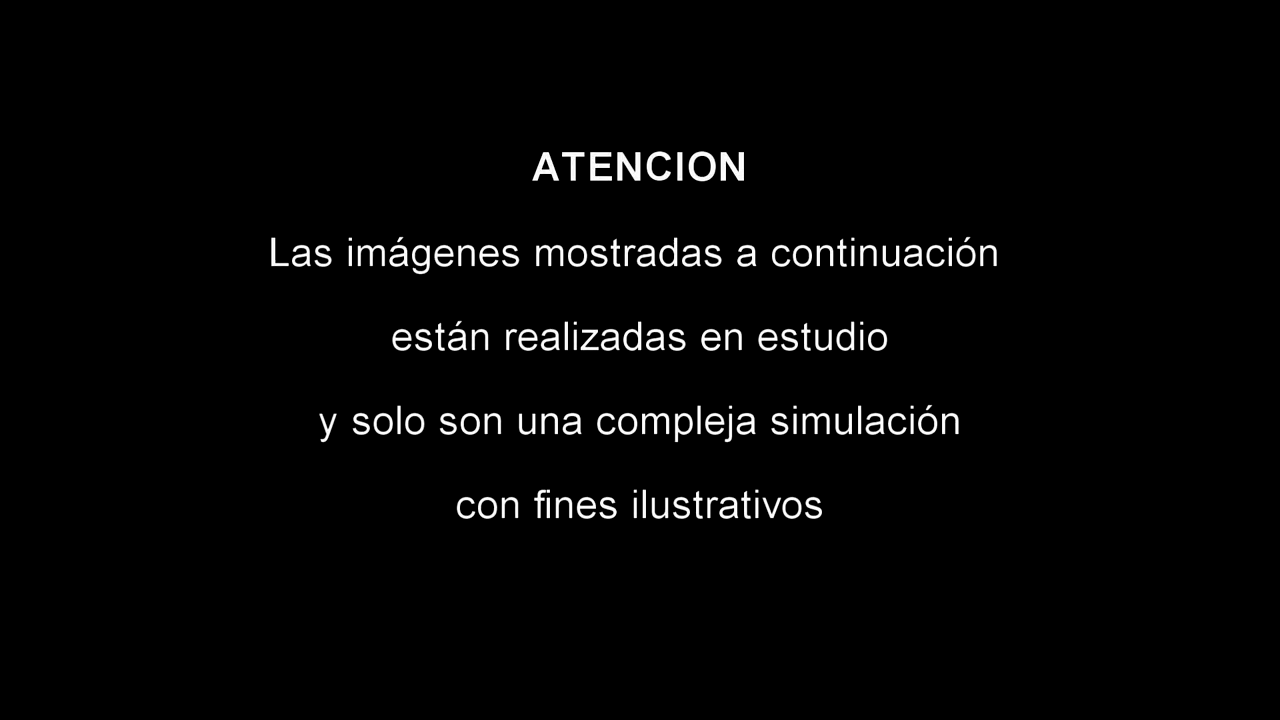 ATENCION
Las imágenes mostradas a continuación
están realizadas en estudio
y solo son una compleja simulación
con fines ilustrativos